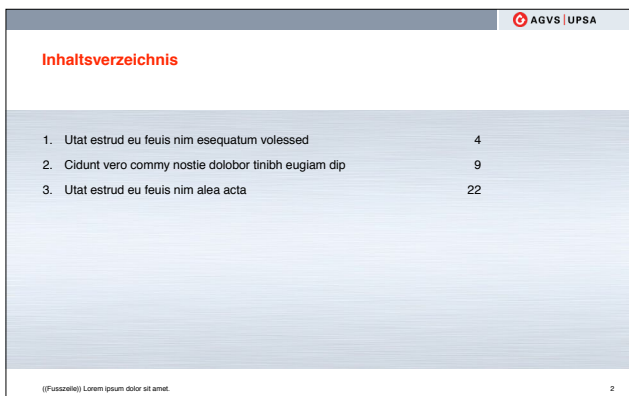 AGVS|UPSA
Inhaltsverzeichnis
1. Utat estrud eu feuis nim esequatum volessed 4
2. Cidunt vero commy nostie dolobor tinibh eugiam dip 9
3. Utat estrud eu feuis nim alea acta 22
((Fusszeile)) Lorem ipsum dolor sit amet. 2